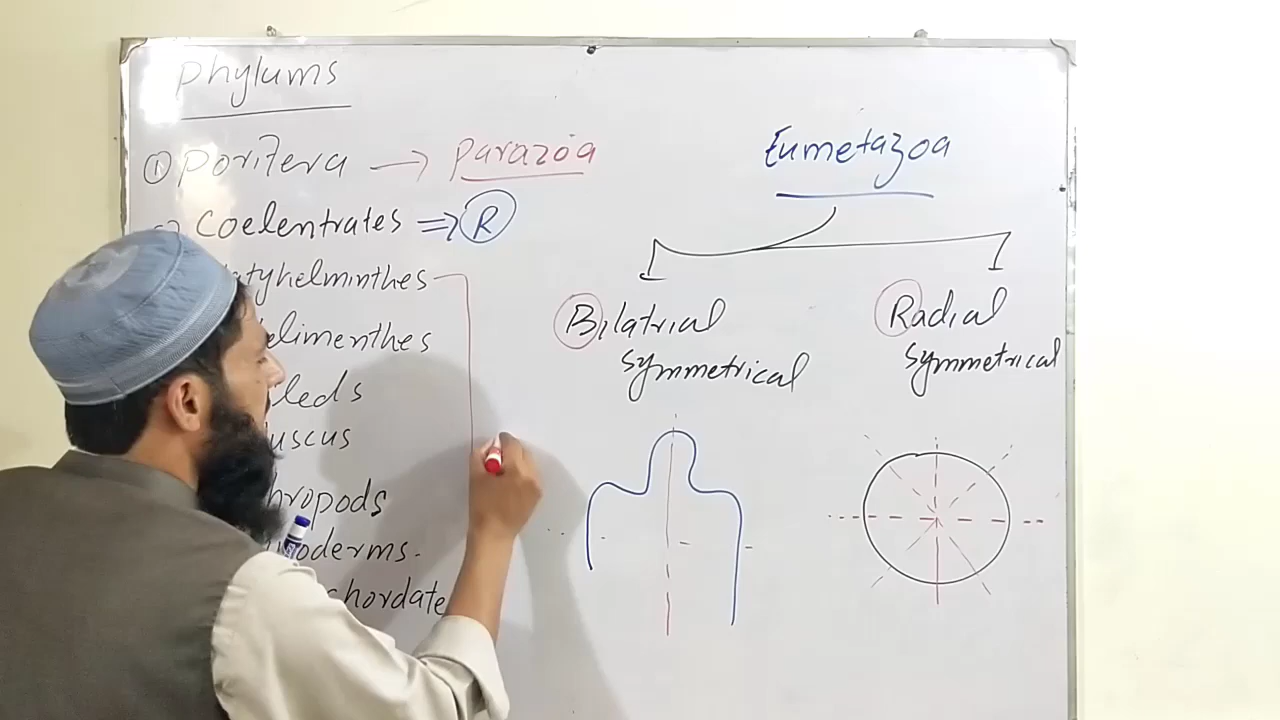 Phylums
① Porifera → Parazoa
Coelentrates ⇒ R
tyhelminthes
elimenthes
leds
uscus
hropods
oderms.
chordate
Eumetazoa
Bilatrial
symmetrical
Radial
symmetrical